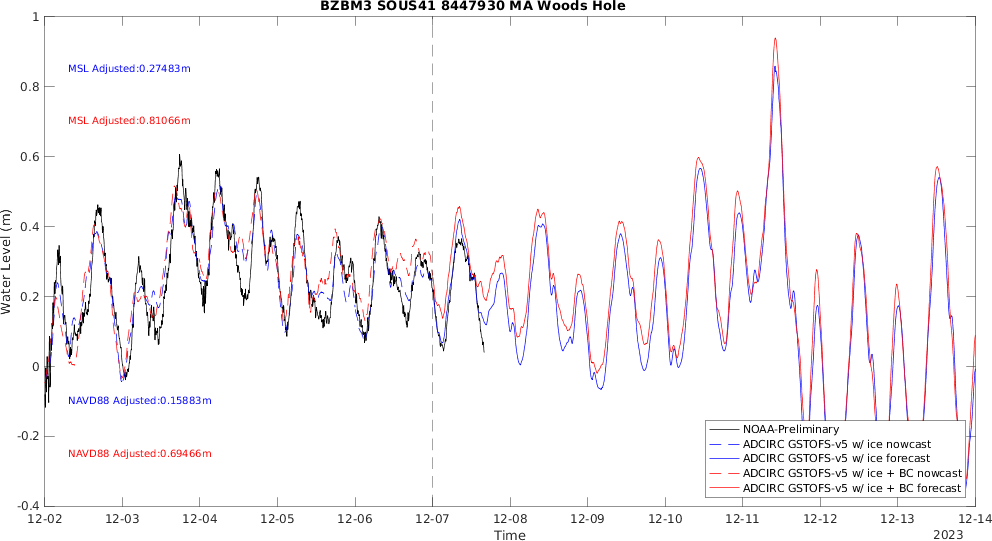 BZBM3 SOUS41 8447930 MA Woods Hole
1
0.8
0.6
0.4
0.2
0
-0.2
-0.4
Water Level (m)
MSL Adjusted:0.27483m
MSL Adjusted:0.81066m
NAVD88 Adjusted:0.15883m
NAVD88 Adjusted:0.69466m
NOAA-Preliminary
ADCIRC GSTOFS-v5 w/ ice nowcast
ADCIRC GSTOFS-v5 w/ ice forecast
ADCIRC GSTOFS-v5 w/ ice + BC nowcast
ADCIRC GSTOFS-v5 w/ ice + BC forecast
12-02 12-03 12-04 12-05 12-06 12-07 12-08 12-09 12-10 12-11 12-12 12-13 12-14
Time
2023